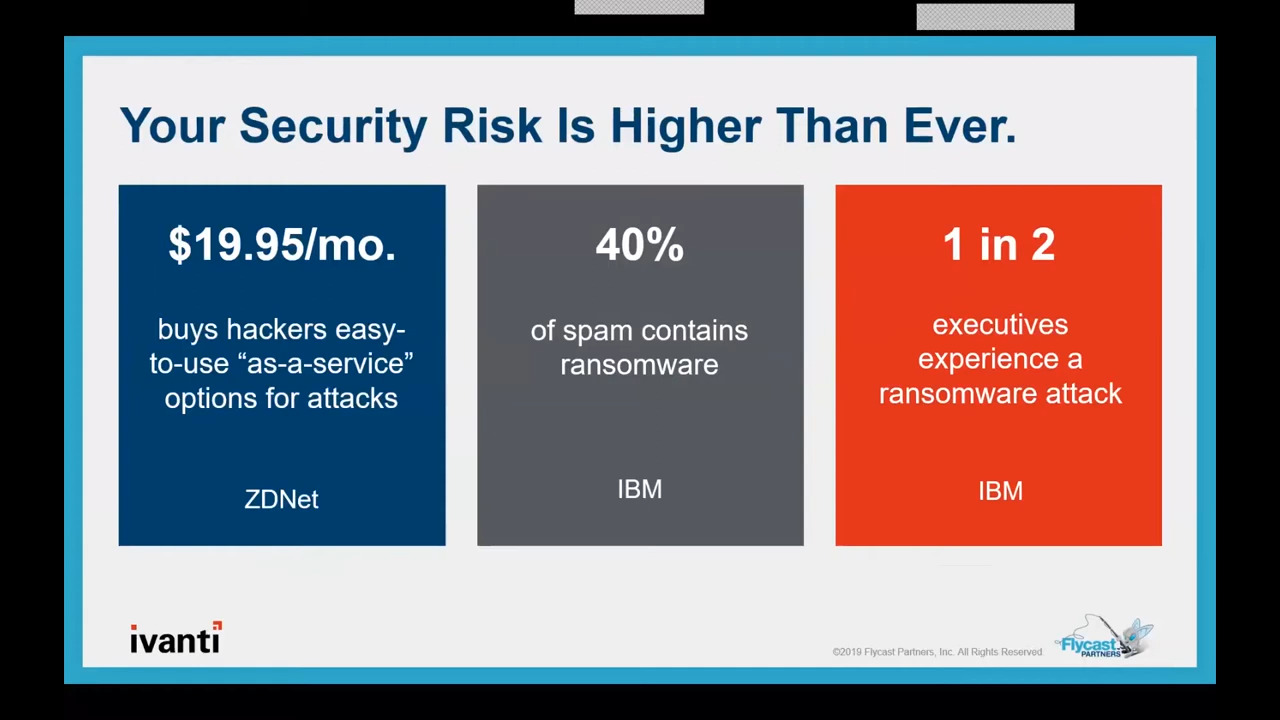 Your Security Risk Is Higher Than Ever.
$19.95/mo.
buys hackers easy-
to-use “as-a-service”
options for attacks
ZDNet
40%
of spam contains
ransomware
IBM
1 in 2
executives
experience a
ransomware attack
IBM
ivanti
©2019 Flycast Partners, Inc. All Rights Reserved
Flycast
PARTNERS